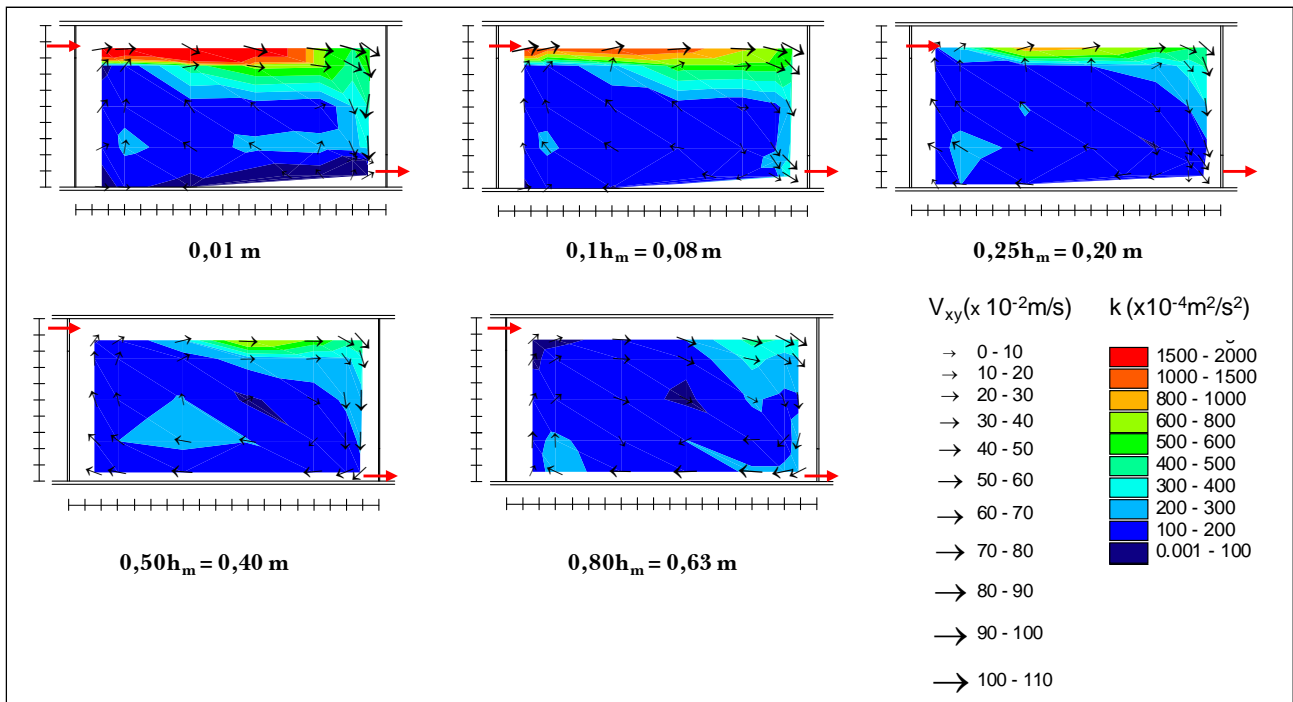 0,01 m
0,1hₘ = 0,08 m
0,25hₘ = 0,20 m
0,50hₘ = 0,40 m
0,80hₘ = 0,63 m
Vxy(x 10⁻²m/s)
0 - 10
10 - 20
20 - 30
30 - 40
40 - 50
50 - 60
60 - 70
70 - 80
80 - 90
90 - 100
100 - 110
k (x10⁻⁴m²/s²)
1500 - 2000
1000 - 1500
800 - 1000
600 - 800
500 - 600
400 - 500
300 - 400
200 - 300
100 - 200
0.001 - 100